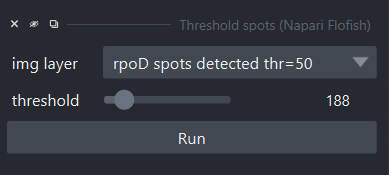 Threshold spots (Napari Flofish)
img layer rpoD spots detected thr=50
threshold 188
Run